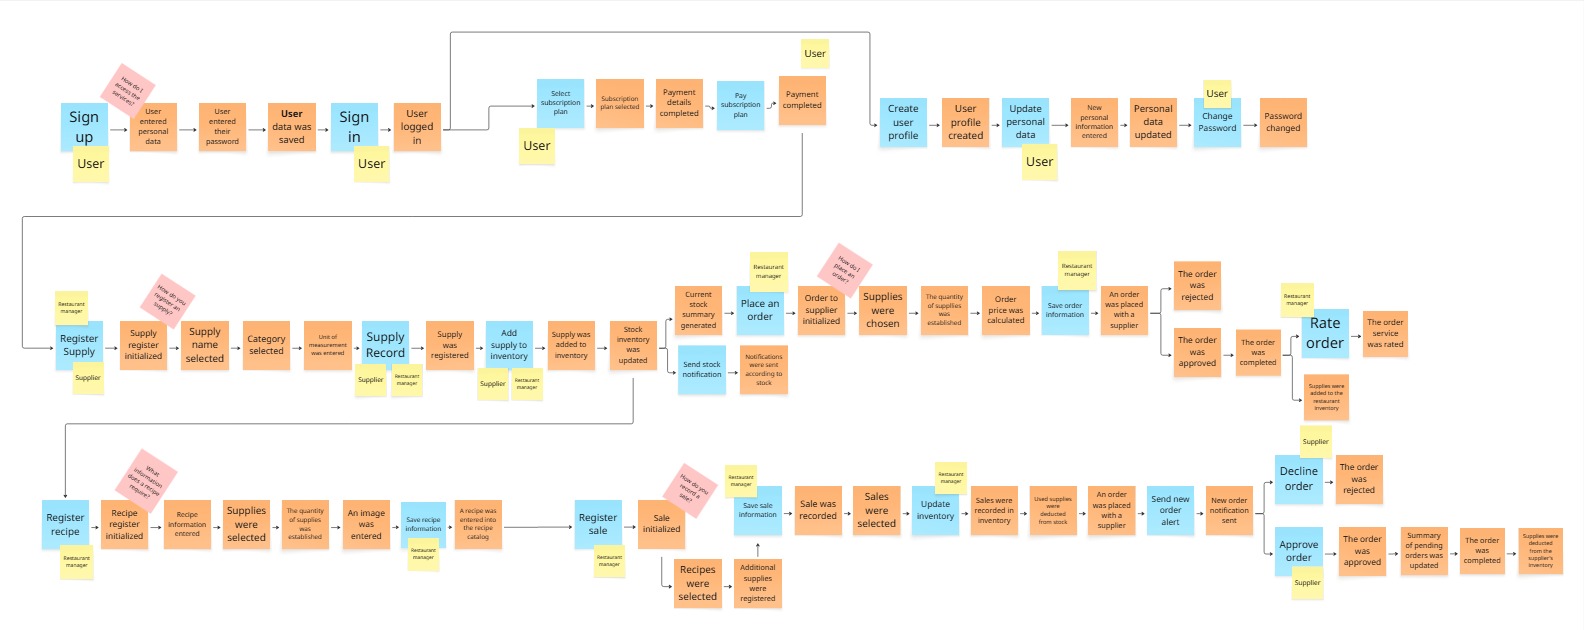 User
How do I
access the
services?
Sign
up
User
User
entered
personal
data
User
entered
their
password
User
data was
saved
Sign
in
User
User
logged
in
Select
subscription
plan
User
Subscription
plan selected
Payment
details
completed
Pay
subscription
plan
Payment
completed
Create
user
profile
User
profile
created
Update
personal
data
User
New
personal
information
entered
Personal
data
updated
User
Change
Password
Password
changed
Restaurant
manager
Register
Supply
Supplier
How do you
register an
supply?
Supply
register
initialized
Supply
name
selected
Category
selected
Unit of
measurement
was entered
Supply
Record
Supplier
Restaurant
manager
Supply
was
registered
Add
supply to
inventory
Supplier
Restaurant
manager
Supply was
added to
inventory
Stock
inventory
was
updated
Current
stock
summary
generated
Restaurant
manager
Place an
order
Send stock
notification
Notifications
were sent
according to
stock
How do I
place an
order?
Order to
supplier
initialized
Supplies
were
chosen
The quantity
of supplies
was
established
Order
price was
calculated
Restaurant
manager
Save order
information
An order
was placed
with a
supplier
The order
was
rejected
The order
was
approved
The order
was
completed
Restaurant
manager
Rate
order
The order
service
was rated
Supplies were
added to the
restaurant
inventory
Register
recipe
Restaurant
manager
What
information
does a recipe
require?
Recipe
register
initialized
Recipe
information
entered
Supplies
were
selected
The quantity
of supplies
was
established
An image
was
entered
Save recipe
information
Restaurant
manager
A recipe was
entered into
the recipe
catalog
Register
sale
Restaurant
manager
How do you
record a
sale?
Sale
initialized
Recipes
were
selected
Additional
supplies
were
registered
Restaurant
manager
Save sale
information
Sale was
recorded
Sales
were
selected
Restaurant
manager
Update
inventory
Sales were
recorded in
inventory
Used supplies
were
deducted
from stock
An order
was placed
with a
supplier
Send new
order
alert
New order
notification
sent
Supplier
Decline
order
The order
was
rejected
Approve
order
Supplier
The order
was
approved
Summary
of pending
orders was
updated
The order
was
completed
Supplies were
deducted
from the
supplier's
inventory